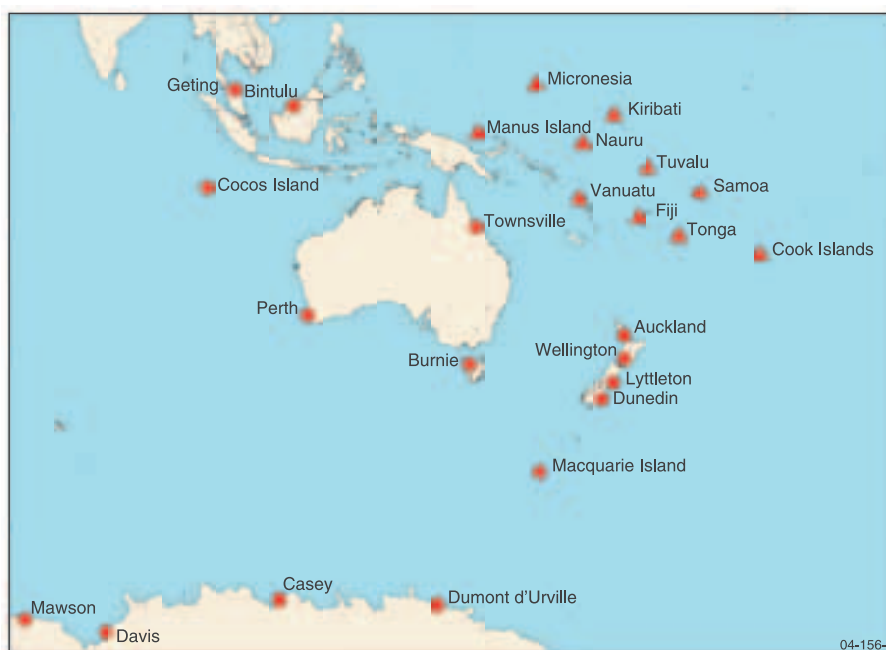 Micronesia
Geting
Bintulu
Kiribati
Manus Island
Nauru
Tuvalu
Cocos Island
Vanuatu
Samoa
Fiji
Townsville
Tonga
Cook Islands
Perth
Auckland
Burnie
Wellington
Lyttleton
Dunedin
Macquarie Island
Casey
Dumont d'Urville
Mawson
Davis
04-156-